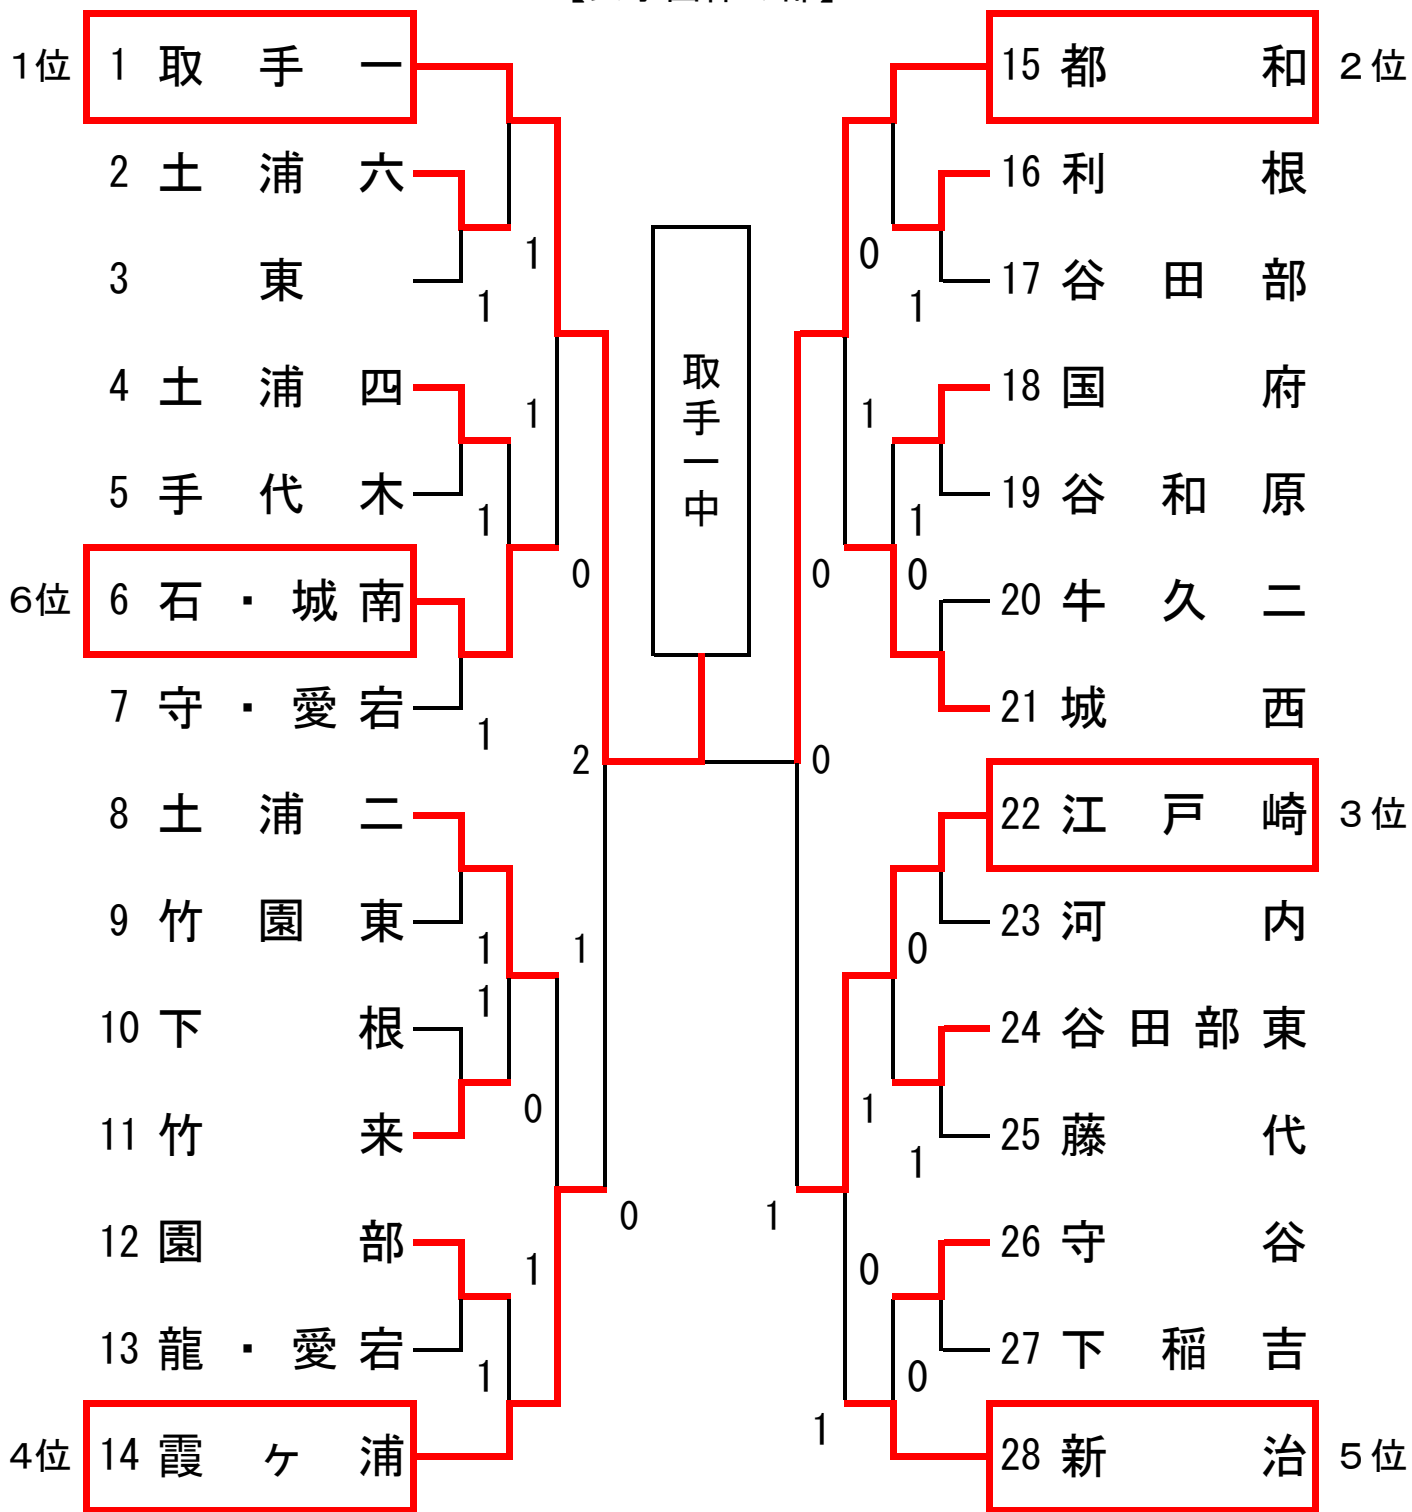 1位 1 取手一
2 土浦六
3 東
4 土浦四
5 手代木
6位 6 石・城南
7 守・愛宕
8 土浦二
9 竹園東
10 下根
11 竹来
12 園部
13 龍・愛宕
4位 14 霞ヶ浦
1
1
1
1
0
1
2
1
1
1
0
0
1
1
取手一中
0
1
1
1
0
0
0
0
1
1
1
0
0
1
15 都和 2位
16 利根
17 谷田部
18 国府
19 谷和原
20 牛久二
21 城西
22 江戸崎 3位
23 河内
24 谷田部東
25 藤代
26 守谷
27 下稲吉
28 新治 5位